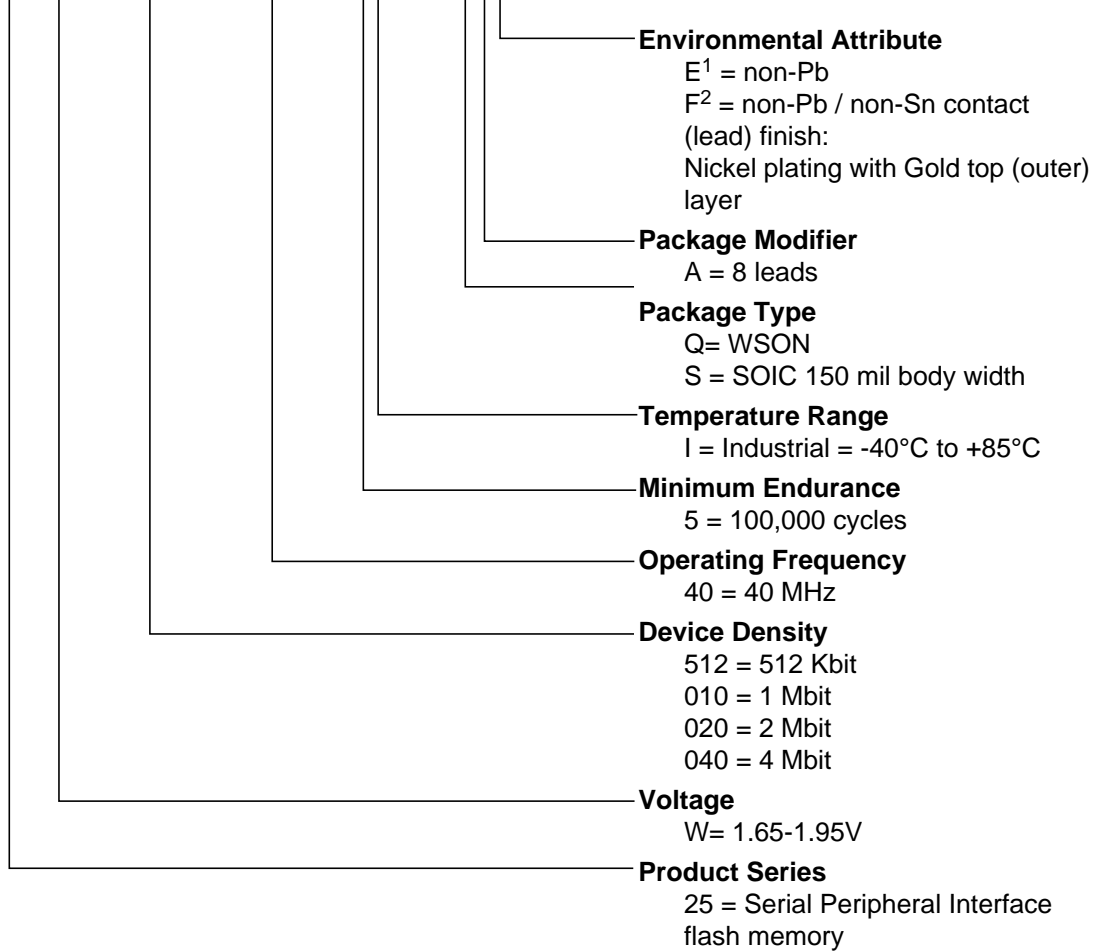 Environmental Attribute
E1 = non-Pb
F2 = non-Pb / non-Sn contact
(lead) finish:
Nickel plating with Gold top (outer)
layer
Package Modifier
A = 8 leads
Package Type
Q= WSON
S = SOIC 150 mil body width
Temperature Range
I = Industrial = -40°C to +85°C
Minimum Endurance
5 = 100,000 cycles
Operating Frequency
40 = 40 MHz
Device Density
512 = 512 Kbit
010 = 1 Mbit
020 = 2 Mbit
040 = 4 Mbit
Voltage
W= 1.65-1.95V
Product Series
25 = Serial Peripheral Interface
flash memory